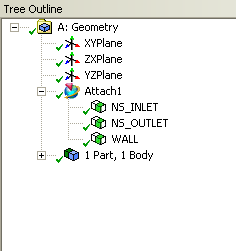 Tree Outline
A: Geometry
XYPlane
ZXPlane
YZPlane
Attach1
NS_INLET
NS_OUTLET
WALL
1 Part, 1 Body